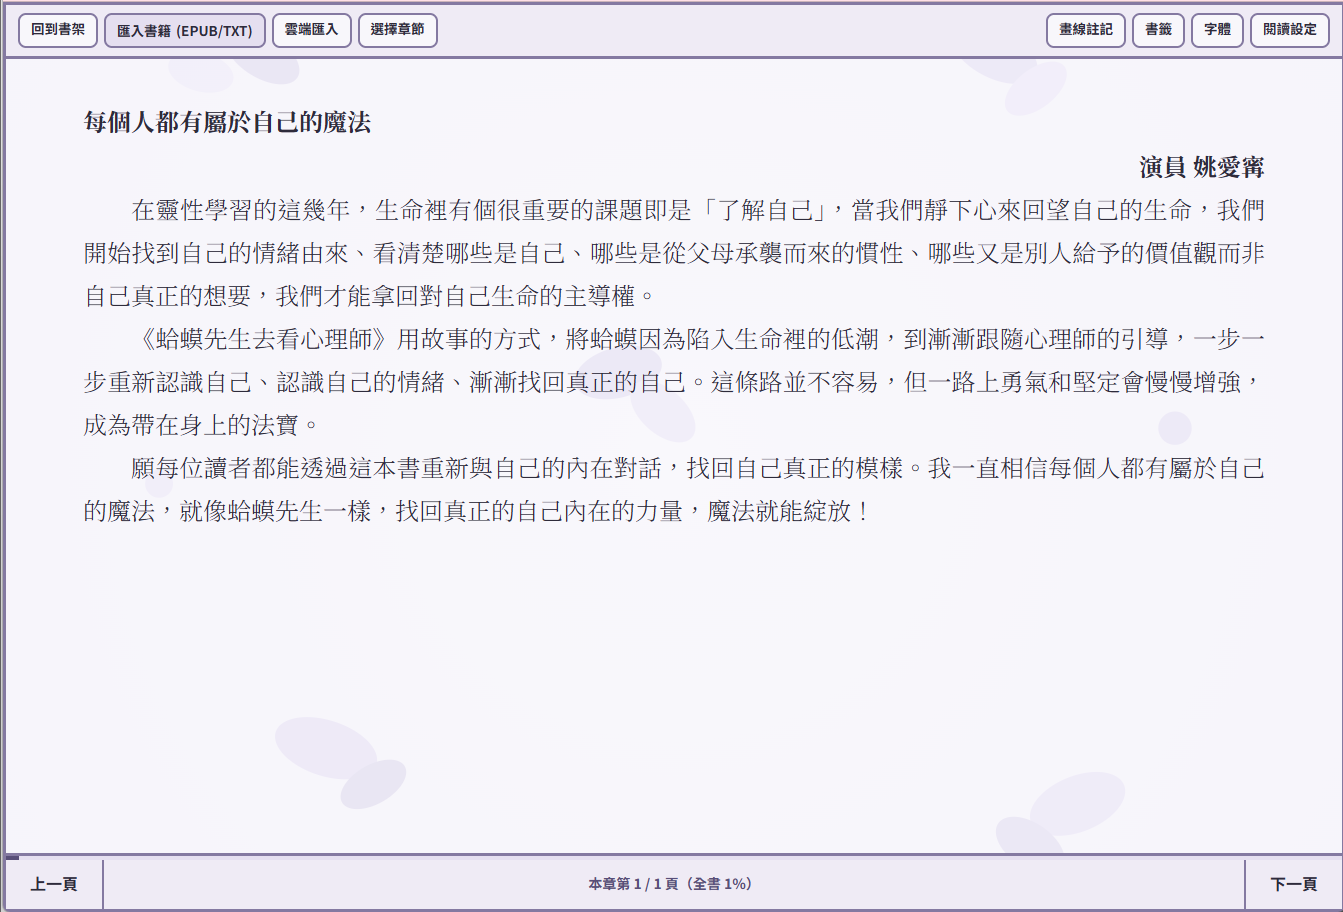 回到書架 匯入書籍 (EPUB/TXT) 雲端匯入 選擇章節 畫線註記 書籤 字體 閱讀設定
每個人都有屬於自己的魔法
演員 姚愛寗
在靈性學習的這幾年，生命裡有個很重要的課題即是「了解自己」，當我們靜下心來回望自己的生命，我們
開始找到自己的情緒由來、看清楚哪些是自己、哪些是從父母承襲而來的慣性、哪些又是別人給予的價值觀而非
自己真正的想要，我們才能拿回對自己生命的主導權。
《蛤蟆先生去看心理師》用故事的方式，將蛤蟆因為陷入生命裡的低潮，到漸漸跟隨心理師的引導，一步一
步重新認識自己、認識自己的情緒、漸漸找回真正的自己。這條路並不容易，但一路上勇氣和堅定會慢慢增強，
成為帶在身上的法寶。
願每位讀者都能透過這本書重新與自己的內在對話，找回自己真正的模樣。我一直相信每個人都有屬於自己
的魔法，就像蛤蟆先生一樣，找回真正的自己內在的力量，魔法就能綻放！
上一頁 本章第 1 / 1 頁（全書 1%） 下一頁